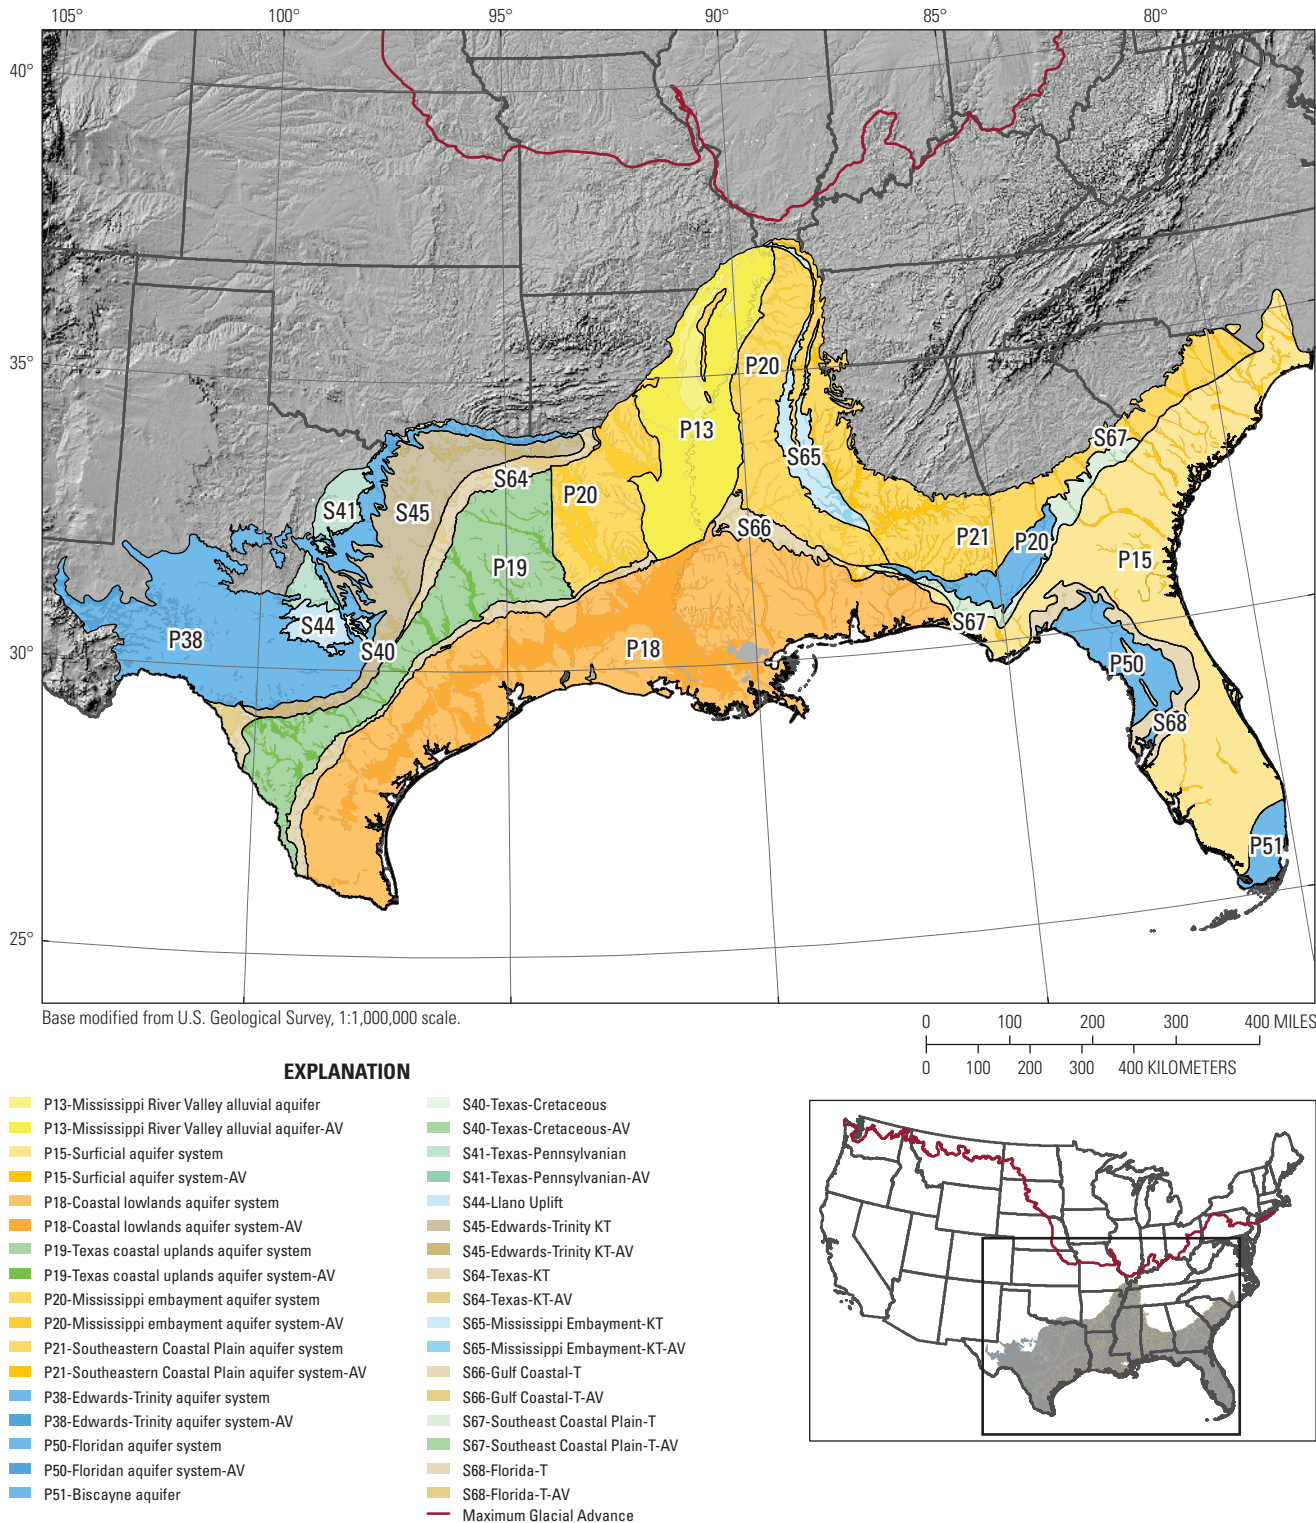 105° 100° 95° 90° 85° 80°
40°
35°
30°
25°
P20
P13
S67
S64
S65
S41
S45
P20
S66
P21
P20
P15
P19
S44
S67
P38
S40
P18
P50
S68
P51
Base modified from U.S. Geological Survey, 1:1,000,000 scale.
0 100 200 300 400 MILES
0 100 200 300 400 KILOMETERS
EXPLANATION
P13-Mississippi River Valley alluvial aquifer
P13-Mississippi River Valley alluvial aquifer-AV
P15-Surficial aquifer system
P15-Surficial aquifer system-AV
P18-Coastal lowlands aquifer system
P18-Coastal lowlands aquifer system-AV
P19-Texas coastal uplands aquifer system
P19-Texas coastal uplands aquifer system-AV
P20-Mississippi embayment aquifer system
P20-Mississippi embayment aquifer system-AV
P21-Southeastern Coastal Plain aquifer system
P21-Southeastern Coastal Plain aquifer system-AV
P38-Edwards-Trinity aquifer system
P38-Edwards-Trinity aquifer system-AV
P50-Floridan aquifer system
P50-Floridan aquifer system-AV
P51-Biscayne aquifer
S40-Texas-Cretaceous
S40-Texas-Cretaceous-AV
S41-Texas-Pennsylvanian
S41-Texas-Pennsylvanian-AV
S44-Llano Uplift
S45-Edwards-Trinity KT
S45-Edwards-Trinity KT-AV
S64-Texas-KT
S64-Texas-KT-AV
S65-Mississippi Embayment-KT
S65-Mississippi Embayment-KT-AV
S66-Gulf Coastal-T
S66-Gulf Coastal-T-AV
S67-Southeast Coastal Plain-T
S67-Southeast Coastal Plain-T-AV
S68-Florida-T
S68-Florida-T-AV
Maximum Glacial Advance